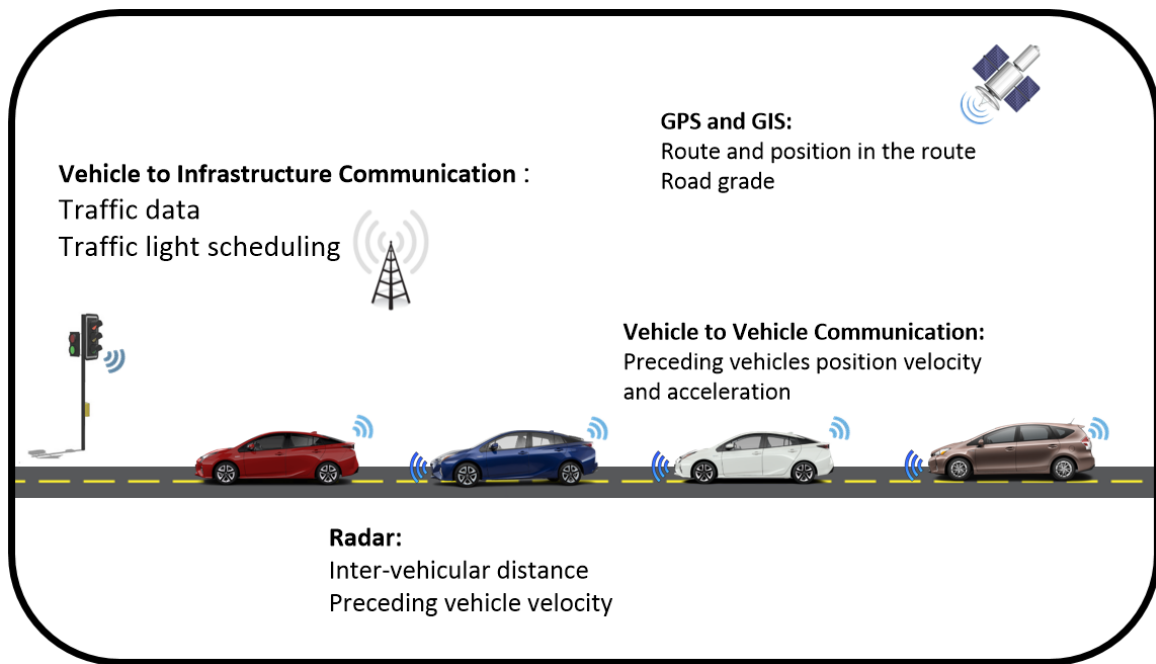 GPS and GIS:
Route and position in the route
Road grade
Vehicle to Infrastructure Communication :
Traffic data
Traffic light scheduling
Vehicle to Vehicle Communication:
Preceding vehicles position velocity
and acceleration
Radar:
Inter-vehicular distance
Preceding vehicle velocity